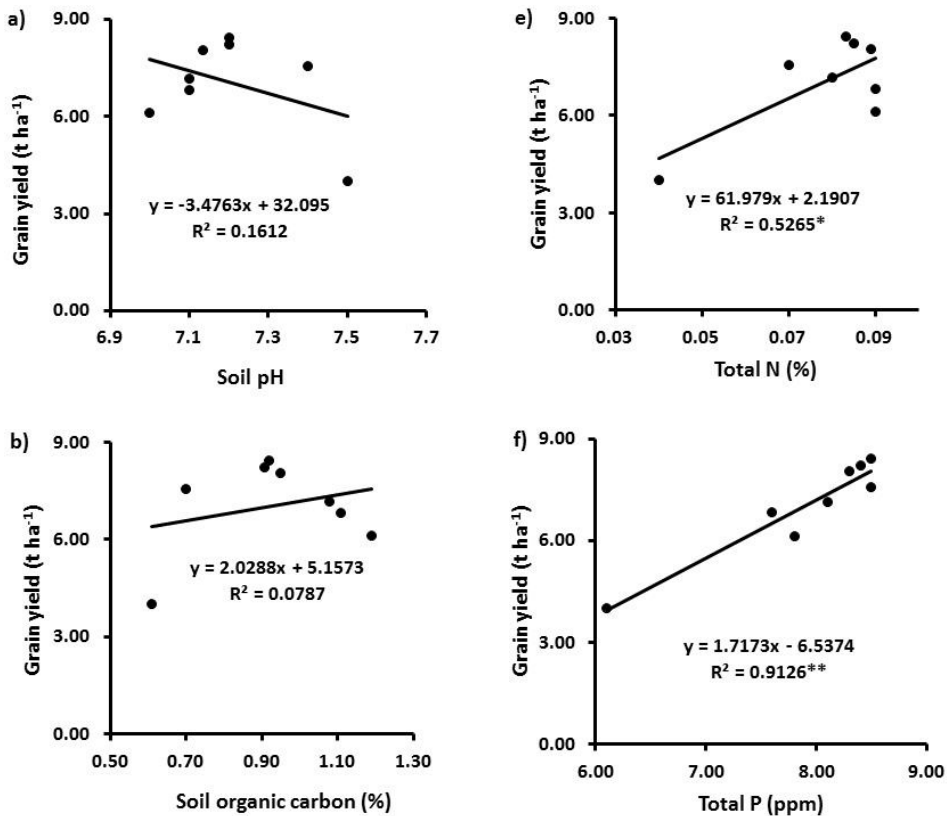 a)
9.00
6.00
3.00
0.00
Grain yield (t ha⁻¹)
y = -3.4763x + 32.095
R² = 0.1612
6.9 7.1 7.3 7.5 7.7
Soil pH
e)
9.00
6.00
3.00
0.00
Grain yield (t ha⁻¹)
y = 61.979x + 2.1907
R² = 0.5265*
0.03 0.05 0.07 0.09
Total N (%)
b)
9.00
6.00
3.00
0.00
Grain yield (t ha⁻¹)
y = 2.0288x + 5.1573
R² = 0.0787
0.50 0.70 0.90 1.10 1.30
Soil organic carbon (%)
f)
9.00
6.00
3.00
0.00
Grain yield (t ha⁻¹)
y = 1.7173x - 6.5374
R² = 0.9126**
6.00 7.00 8.00 9.00
Total P (ppm)